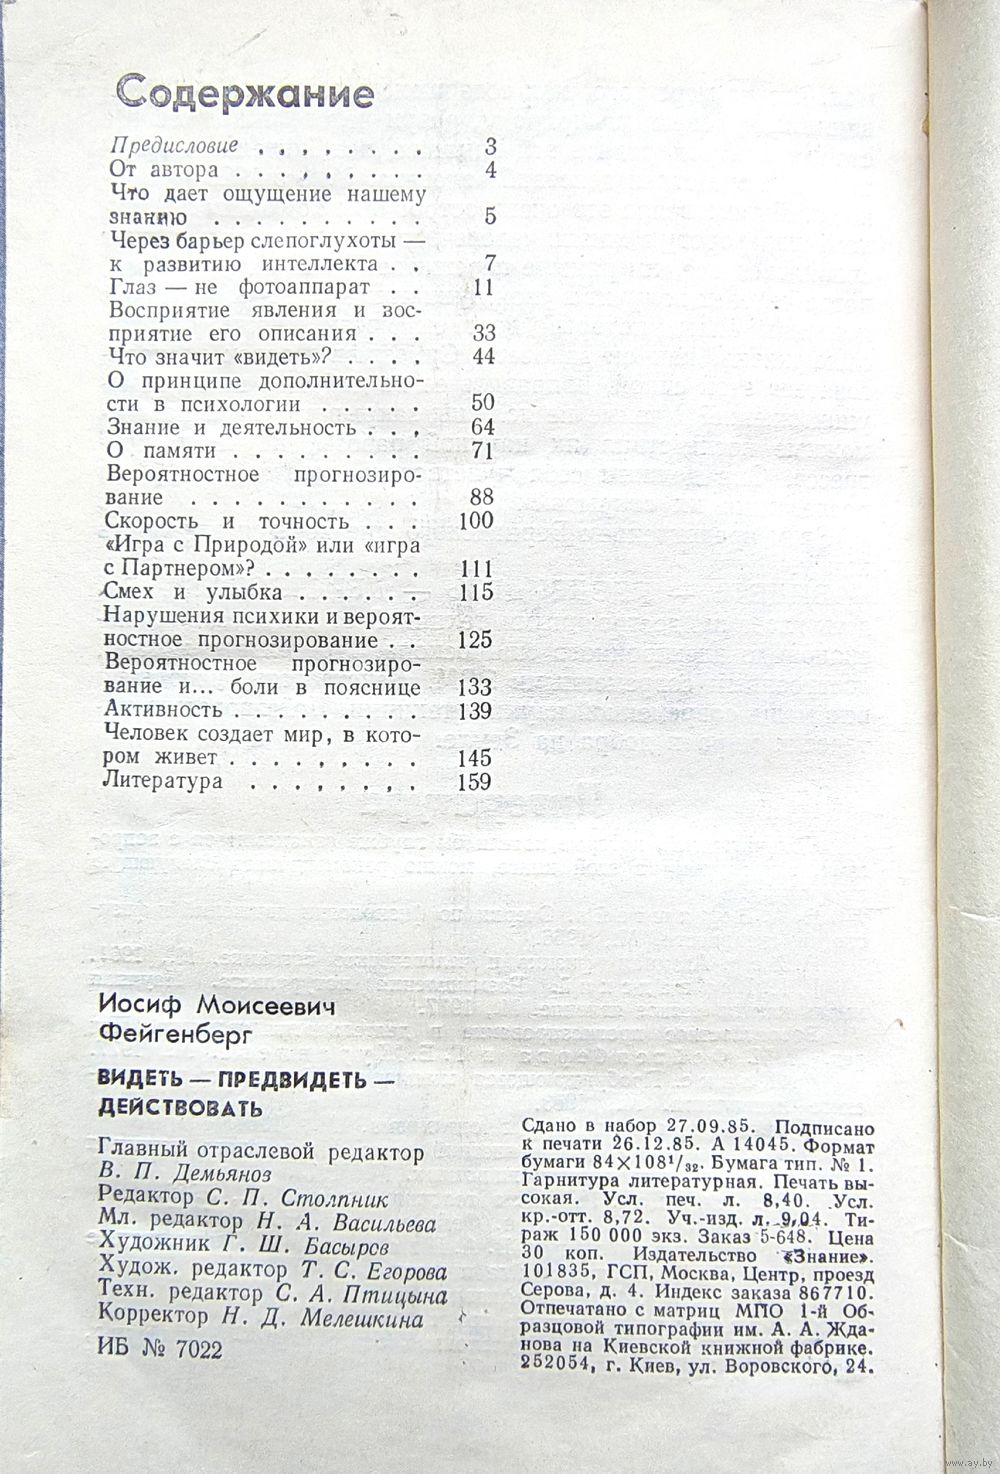 Содержание
Предисловие . . . . . . . . 3
От автора . . . . . . . . . 4
Что дает ощущение нашему
знанию . . . . . . . . . . 5
Через барьер слепоглухоты —
к развитию интеллекта . . 7
Глаз — не фотоаппарат . . 11
Восприятие явления и вос-
приятие его описания . . . 33
Что значит «видеть»? . . . . 44
О принципе дополнительно-
сти в психологии . . . . . 50
Знание и деятельность . . . 64
О памяти . . . . . . . . . 71
Вероятностное прогнозиро-
вание . . . . . . . . . . . 88
Скорость и точность . . . 100
«Игра с Природой» или «игра
с Партнером»? . . . . . . . . 111
Смех и улыбка . . . . . . 115
Нарушения психики и вероят-
ностное прогнозирование . . 125
Вероятностное прогнозиро-
вание и... боли в пояснице 133
Активность . . . . . . . . . 139
Человек создает мир, в кото-
ром живет . . . . . . . . . 145
Литература . . . . . . . . 159
Иосиф Моисеевич
Фейгенберг
ВИДЕТЬ — ПРЕДВИДЕТЬ —
ДЕЙСТВОВАТЬ
Главный отраслевой редактор
В. П. Демьянов
Редактор С. П. Столпник
Мл. редактор Н. А. Васильева
Художник Г. Ш. Басыров
Худож. редактор Т. С. Егорова
Техн. редактор С. А. Птицына
Корректор Н. Д. Мелешкина
ИБ № 7022
Сдано в набор 27.09.85. Подписано
к печати 26.12.85. А 14045. Формат
бумаги 84×108¹/₃₂. Бумага тип. № 1.
Гарнитура литературная. Печать вы-
сокая. Усл. печ. л. 8,40. Усл.
кр.-отт. 8,72. Уч.-изд. л. 9,04. Ти-
раж 150 000 экз. Заказ 5-648. Цена
30 коп. Издательство «Знание».
101835, ГСП, Москва, Центр, проезд
Серова, д. 4. Индекс заказа 867710.
Отпечатано с матриц МПО 1-й Об-
разцовой типографии им. А. А. Жда-
нова на Киевской книжной фабрике.
252054, г. Киев, ул. Воровского, 24.
www.ay.by